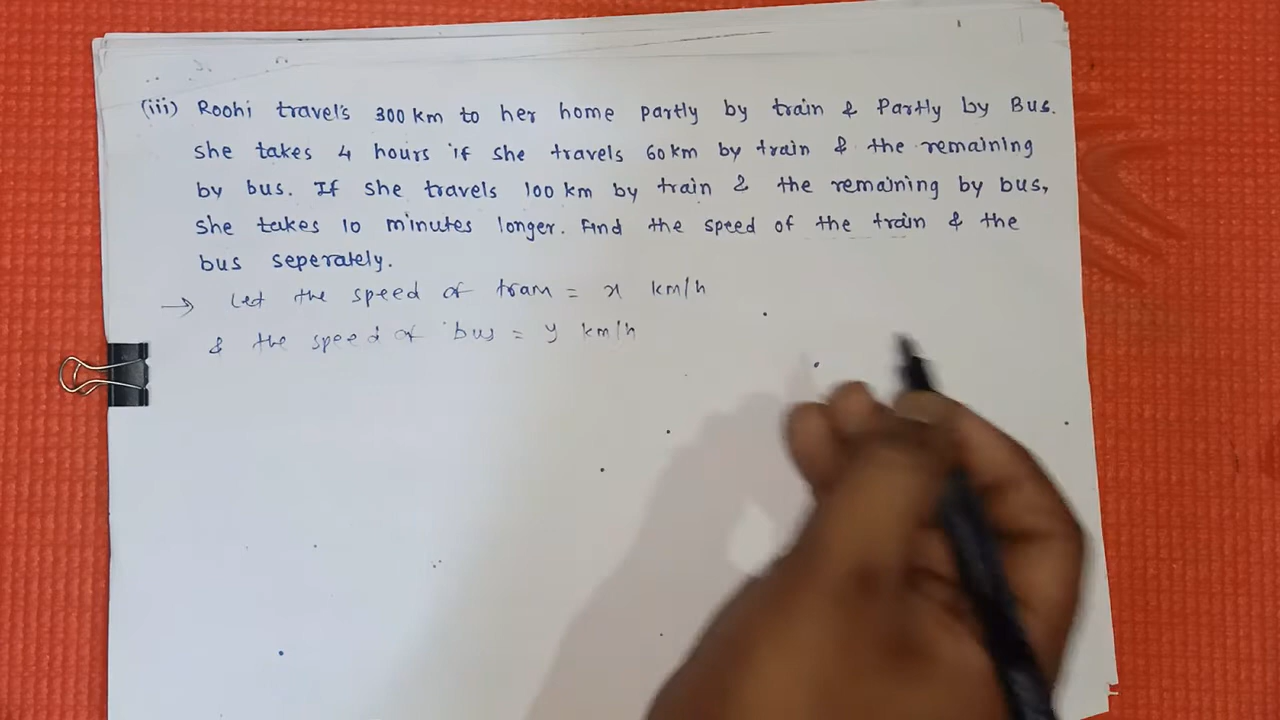 (iii) Roohi travel's 300 km to her home partly by train & Partly by Bus.
she takes 4 hours if she travels 60 km by train & the remaining
by bus. If she travels 100 km by train & the remaining by bus,
she takes 10 minutes longer. Find the speed of the train & the
bus seperately.
→ Let the speed of train = x km/h
& the speed of bus = y km/h